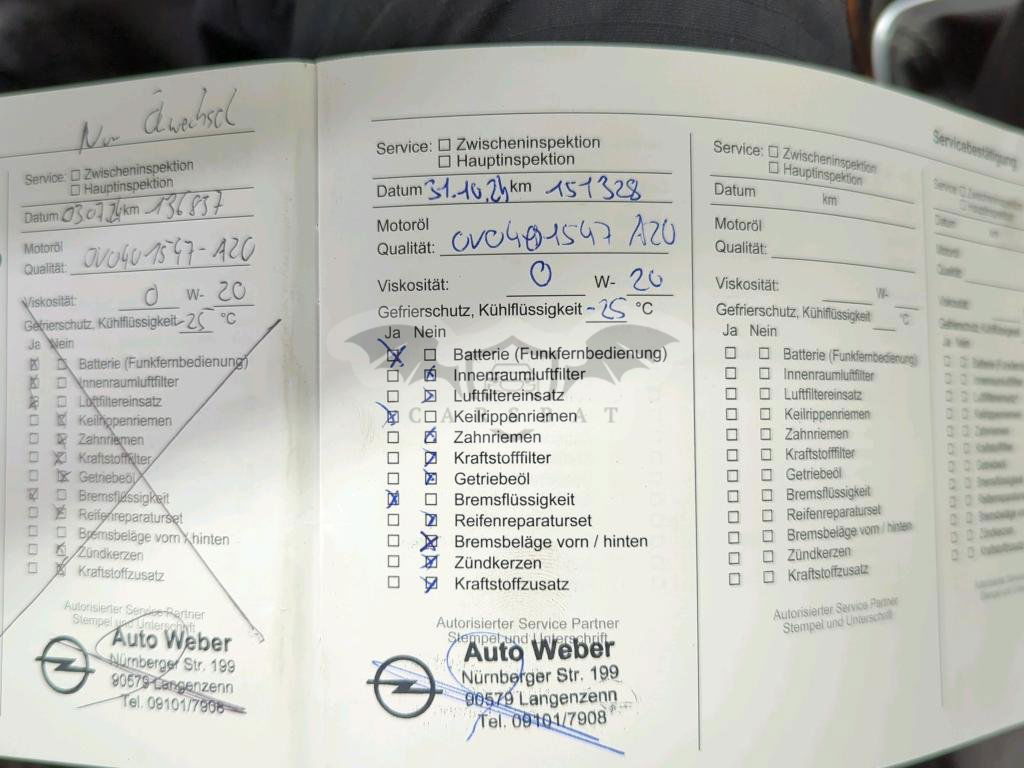 Nur Ölwechsel
Service: Zwischeninspektion
Hauptinspektion
Datum 03.07.24 km 136837
Motoröl
Qualität: OVO401547-A20
Viskosität: 0 W- 20
Gefrierschutz, Kühlflüssigkeit -25 °C
Ja Nein
Batterie (Funkfernbedienung)
Innenraumluftfilter
Luftfiltereinsatz
Keilrippenriemen
Zahnriemen
Kraftstofffilter
Getriebeöl
Bremsflüssigkeit
Reifenreparaturset
Bremsbeläge vorn / hinten
Zündkerzen
Kraftstoffzusatz
Autorisierter Service Partner
Stempel und Unterschrift
Auto Weber
Nürnberger Str. 199
90579 Langenzenn
Tel. 09101/7908
Service: Zwischeninspektion
Hauptinspektion
Datum 31.10.24 km 151328
Motoröl
Qualität: OVO401547 A20
Viskosität: 0 W- 20
Gefrierschutz, Kühlflüssigkeit -25 °C
Ja Nein
Batterie (Funkfernbedienung)
Innenraumluftfilter
Luftfiltereinsatz
Keilrippenriemen
Zahnriemen
Kraftstofffilter
Getriebeöl
Bremsflüssigkeit
Reifenreparaturset
Bremsbeläge vorn / hinten
Zündkerzen
Kraftstoffzusatz
CARSBAT
Autorisierter Service Partner
Stempel und Unterschrift
Auto Weber
Nürnberger Str. 199
90579 Langenzenn
Tel. 09101/7908
Service: Zwischeninspektion
Hauptinspektion
Datum km
Motoröl
Qualität:
Viskosität: W-
Gefrierschutz, Kühlflüssigkeit °C
Ja Nein
Batterie (Funkfernbedienung)
Innenraumluftfilter
Luftfiltereinsatz
Keilrippenriemen
Zahnriemen
Kraftstofffilter
Getriebeöl
Bremsflüssigkeit
Reifenreparaturset
Bremsbeläge vorn / hinten
Zündkerzen
Kraftstoffzusatz
Autorisierter Service Partner
Stempel und Unterschrift
Servicebestätigung